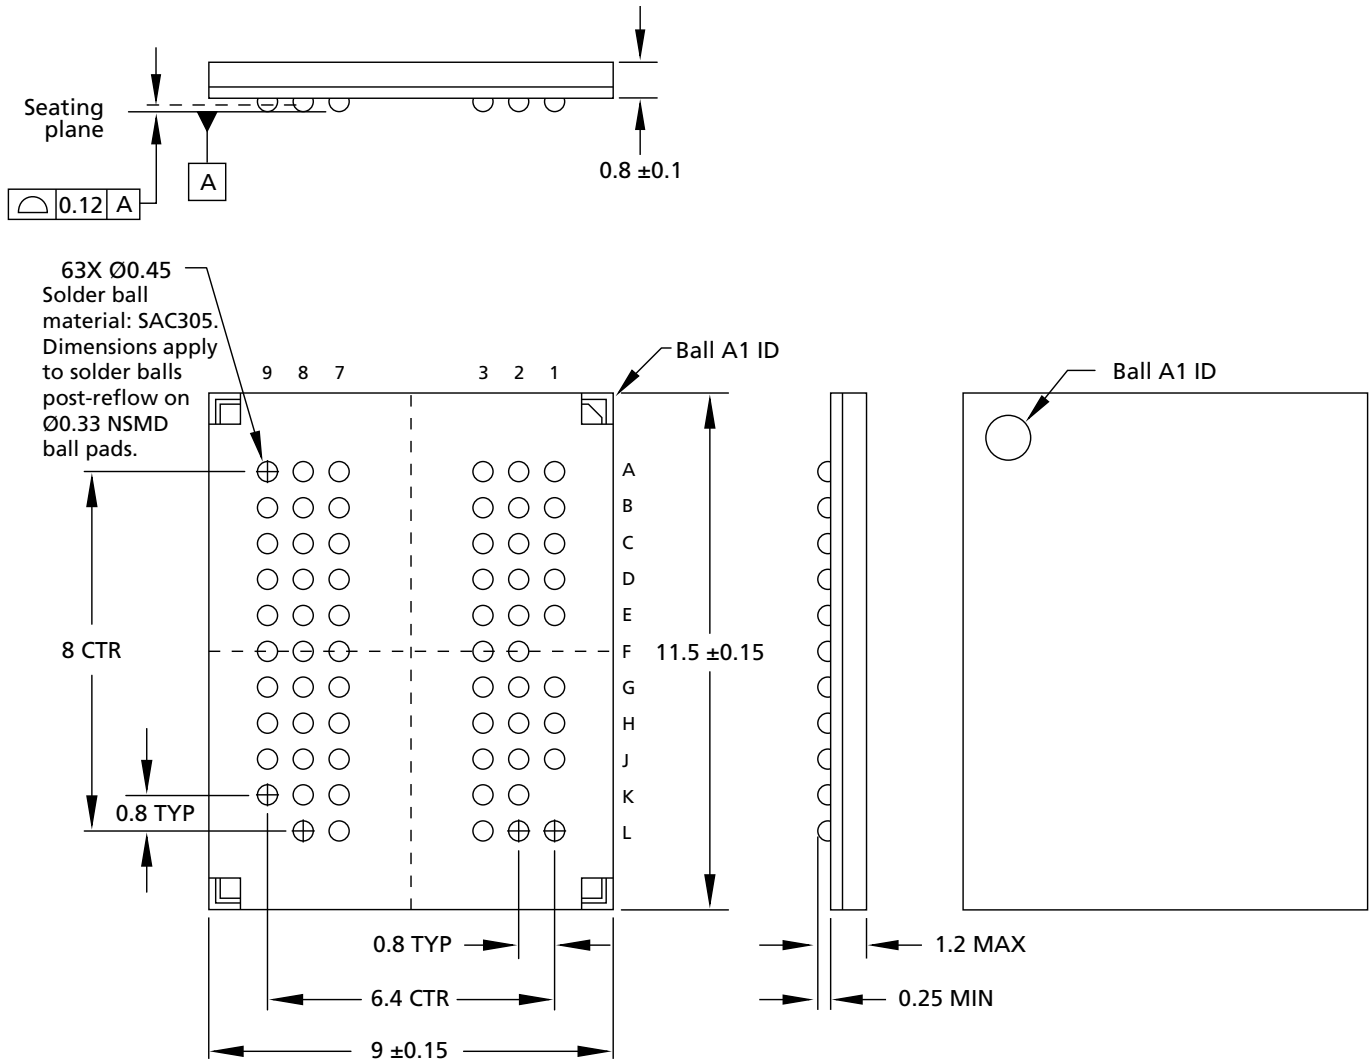 Seating
plane
0.12 A
A
0.8 ±0.1
63X Ø0.45
Solder ball
material: SAC305.
Dimensions apply
to solder balls
post-reflow on
Ø0.33 NSMD
ball pads.
9 8 7 3 2 1
Ball A1 ID
Ball A1 ID
A
B
C
D
E
F
G
H
J
K
L
8 CTR
11.5 ±0.15
0.8 TYP
0.8 TYP
1.2 MAX
6.4 CTR
0.25 MIN
9 ±0.15